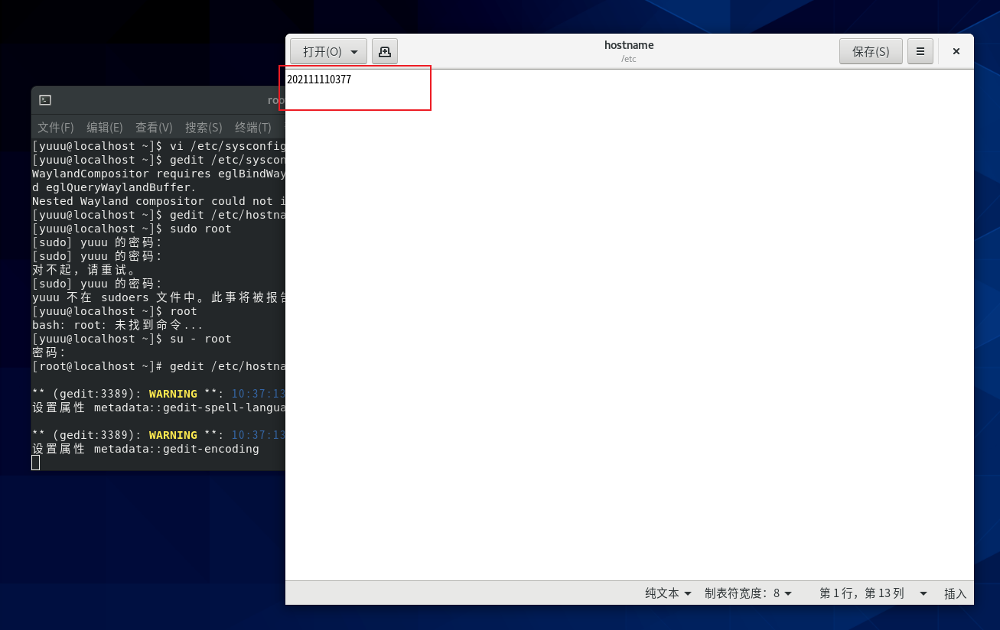 打开(O)
hostname
/etc
保存(S)
202111110377
文件(F) 编辑(E) 查看(V) 搜索(S) 终端(T)
[yuuu@localhost ~]$ vi /etc/sysconfig
[yuuu@localhost ~]$ gedit /etc/syscon
WaylandCompositor requires eglBindWay
d eglQueryWaylandBuffer.
Nested Wayland compositor could not i
[yuuu@localhost ~]$ gedit /etc/hostna
[yuuu@localhost ~]$ sudo root
[sudo] yuuu 的密码：
[sudo] yuuu 的密码：
对不起，请重试。
[sudo] yuuu 的密码：
yuuu 不在 sudoers 文件中。此事将被报告
[yuuu@localhost ~]$ root
bash: root: 未找到命令...
[yuuu@localhost ~]$ su - root
密码：
[root@localhost ~]# gedit /etc/hostna
** (gedit:3389): WARNING **: 10:37:13
设置属性 metadata::gedit-spell-langua
** (gedit:3389): WARNING **: 10:37:13
设置属性 metadata::gedit-encoding
纯文本 制表符宽度：8 第 1 行，第 13 列 插入